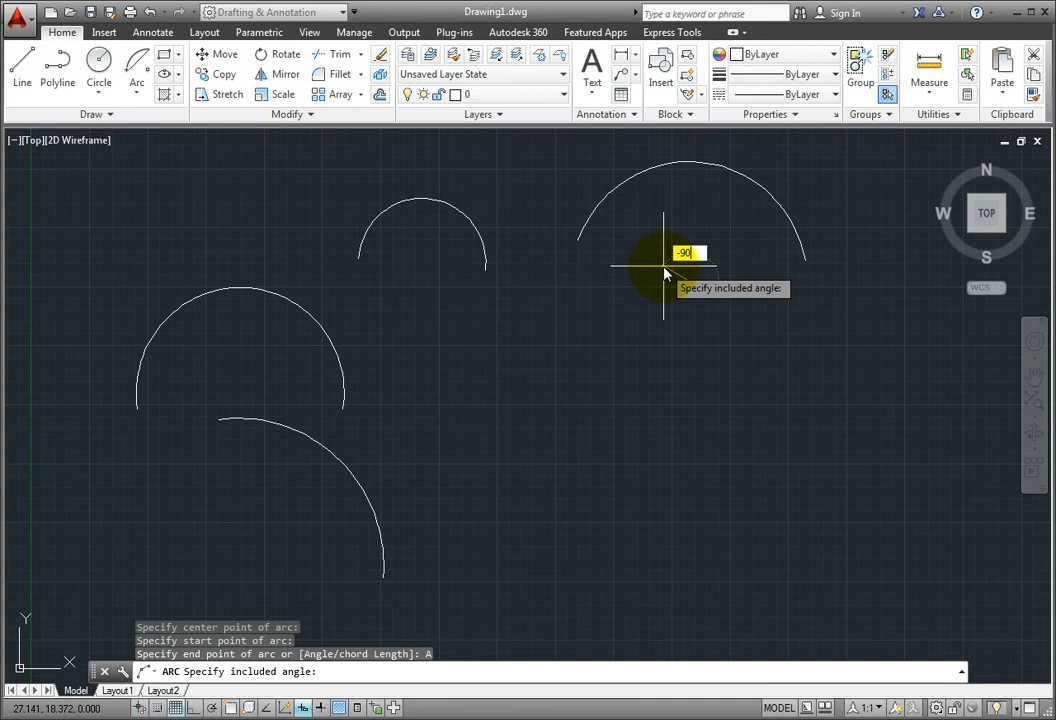 Drafting & Annotation
Drawing1.dwg
Type a keyword or phrase
Sign In
Home Insert Annotate Layout Parametric View Manage Output Plug-ins Autodesk 360 Featured Apps Express Tools
Line
Polyline
Circle
Arc
Move
Rotate
Trim
Copy
Mirror
Fillet
Stretch
Scale
Array
Unsaved Layer State
0
Text
Insert
ByLayer
ByLayer
ByLayer
Group
Measure
Paste
Draw
Modify
Layers
Annotation
Block
Properties
Groups
Utilities
Clipboard
[−][Top][2D Wireframe]
N
W
TOP
E
S
WCS
-90
Specify included angle:
Y
X
Specify center point of arc:
Specify start point of arc:
Specify end point of arc or [Angle/chord Length]: A
ARC Specify included angle:
Model Layout1 Layout2
27.141, 18.372, 0.000
MODEL
1:1